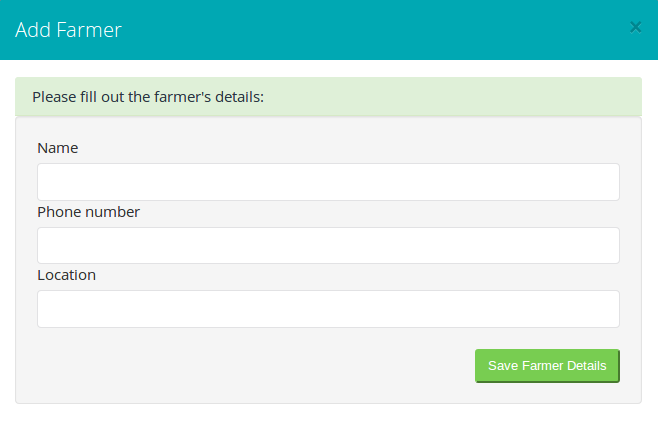 Add Farmer
×
Please fill out the farmer's details:
Name
Phone number
Location
Save Farmer Details